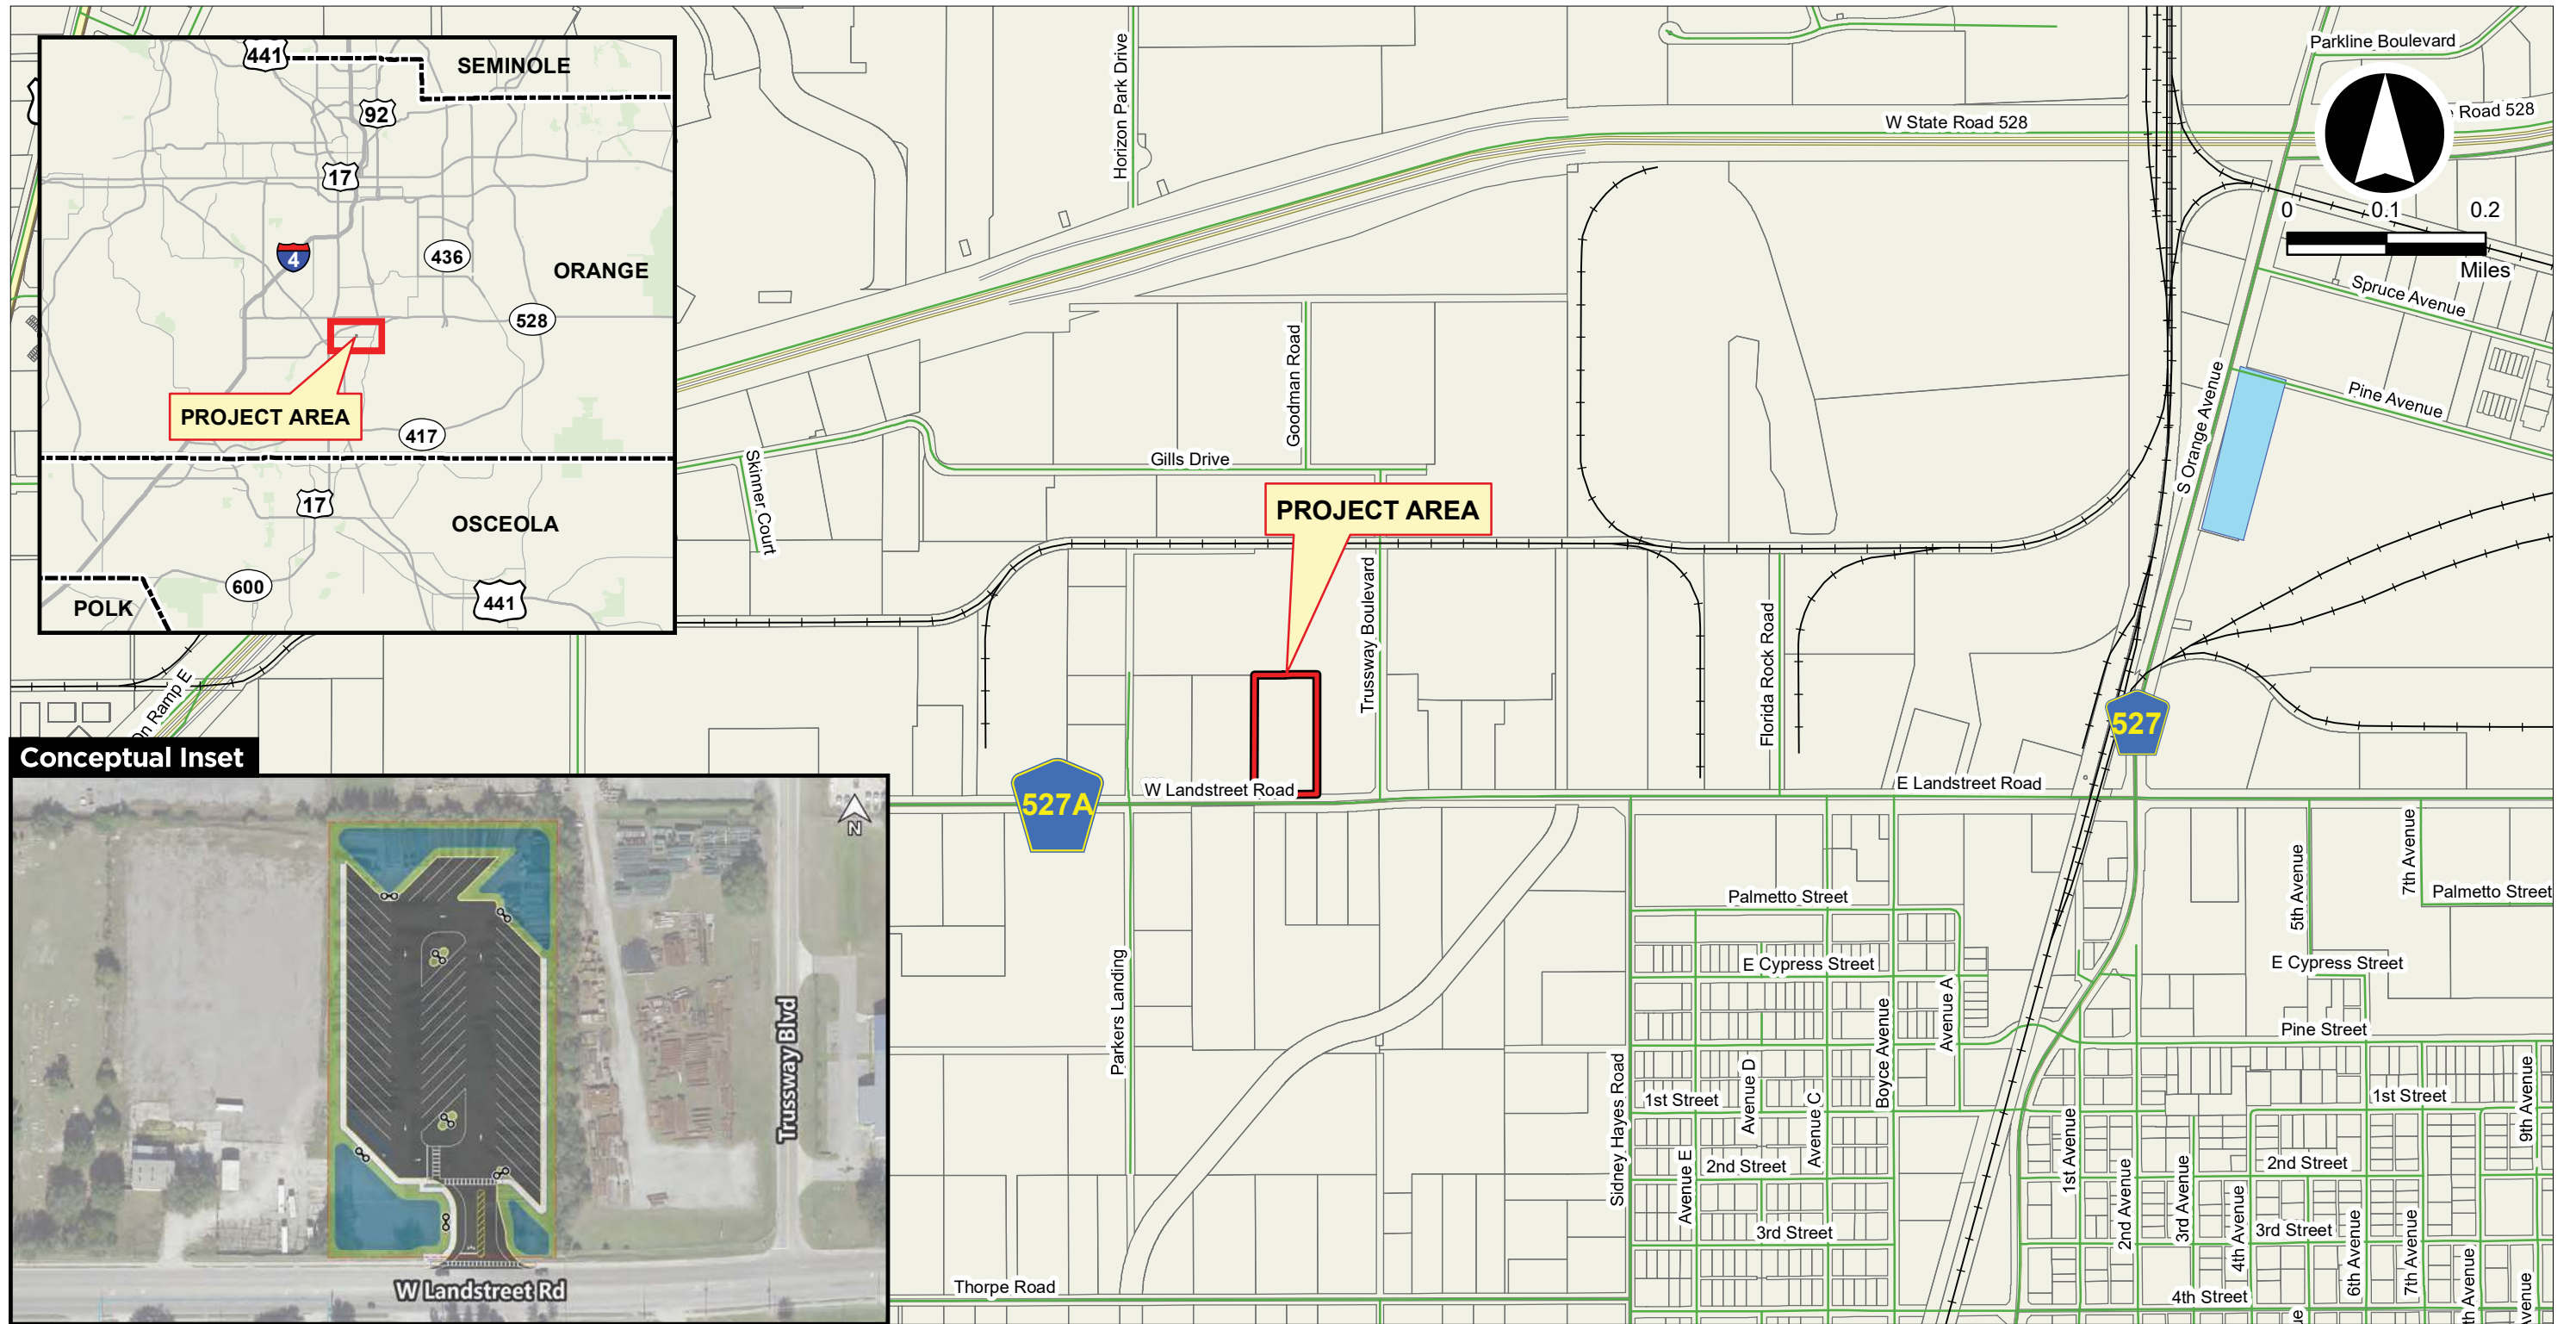 441
SEMINOLE
92
17
4
436
ORANGE
528
PROJECT AREA
417
17
OSCEOLA
600
441
POLK
Horizon Park Drive
Parkline Boulevard
W State Road 528
Road 528
0 0.1 0.2
Miles
Spruce Avenue
Pine Avenue
S Orange Avenue
Goodman Road
Gills Drive
Skinner Court
PROJECT AREA
Trussway Boulevard
Florida Rock Road
On Ramp E
527
527A
W Landstreet Road
E Landstreet Road
Conceptual Inset
N
Trussway Blvd
W Landstreet Rd
Parkers Landing
Thorpe Road
Sidney Hayes Road
Palmetto Street
E Cypress Street
Avenue A
Boyce Avenue
Avenue C
Avenue D
Avenue E
1st Street
2nd Street
3rd Street
5th Avenue
7th Avenue
Palmetto Street
E Cypress Street
Pine Street
1st Street
9th Avenue
2nd Street
3rd Street
4th Street
1st Avenue
2nd Avenue
3rd Avenue
4th Avenue
6th Avenue
7th Avenue
th Avenue
venue